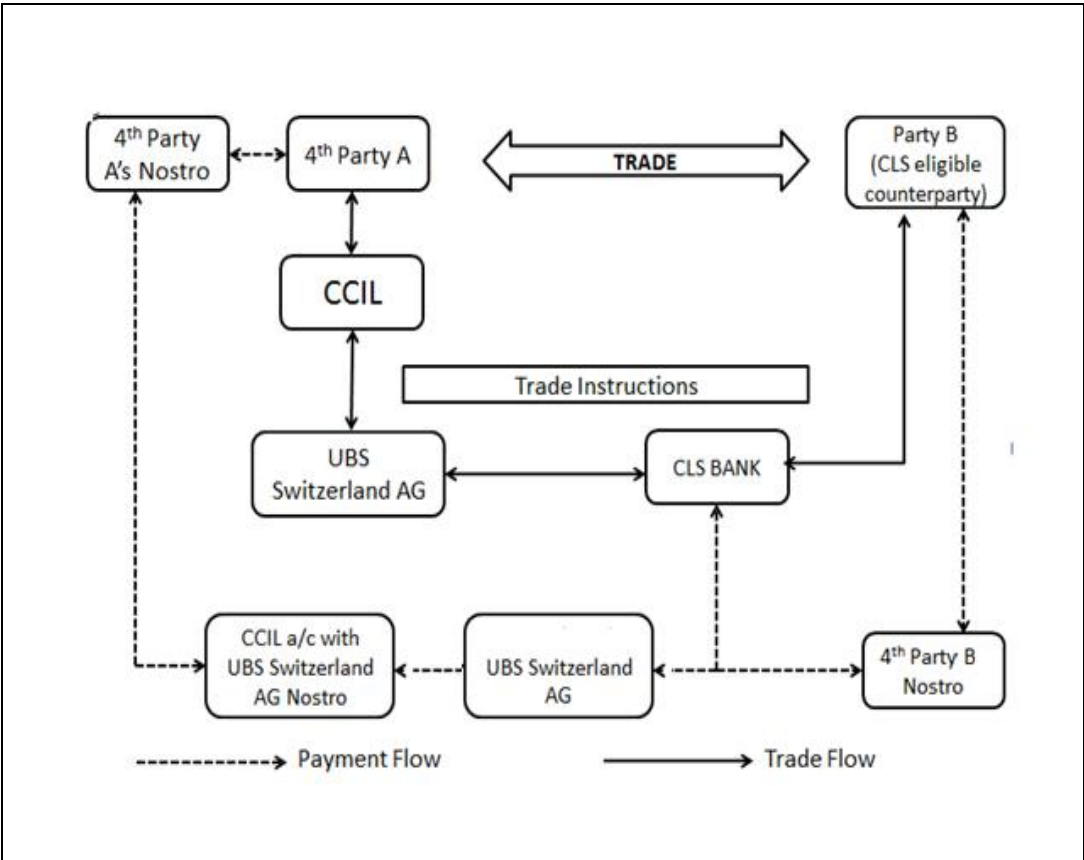 4th Party
A's Nostro
4th Party A
TRADE
Party B
(CLS eligible
counterparty)
CCIL
Trade Instructions
UBS
Switzerland AG
CLS BANK
CCIL a/c with
UBS Switzerland
AG Nostro
UBS Switzerland
AG
4th Party B
Nostro
Payment Flow
Trade Flow